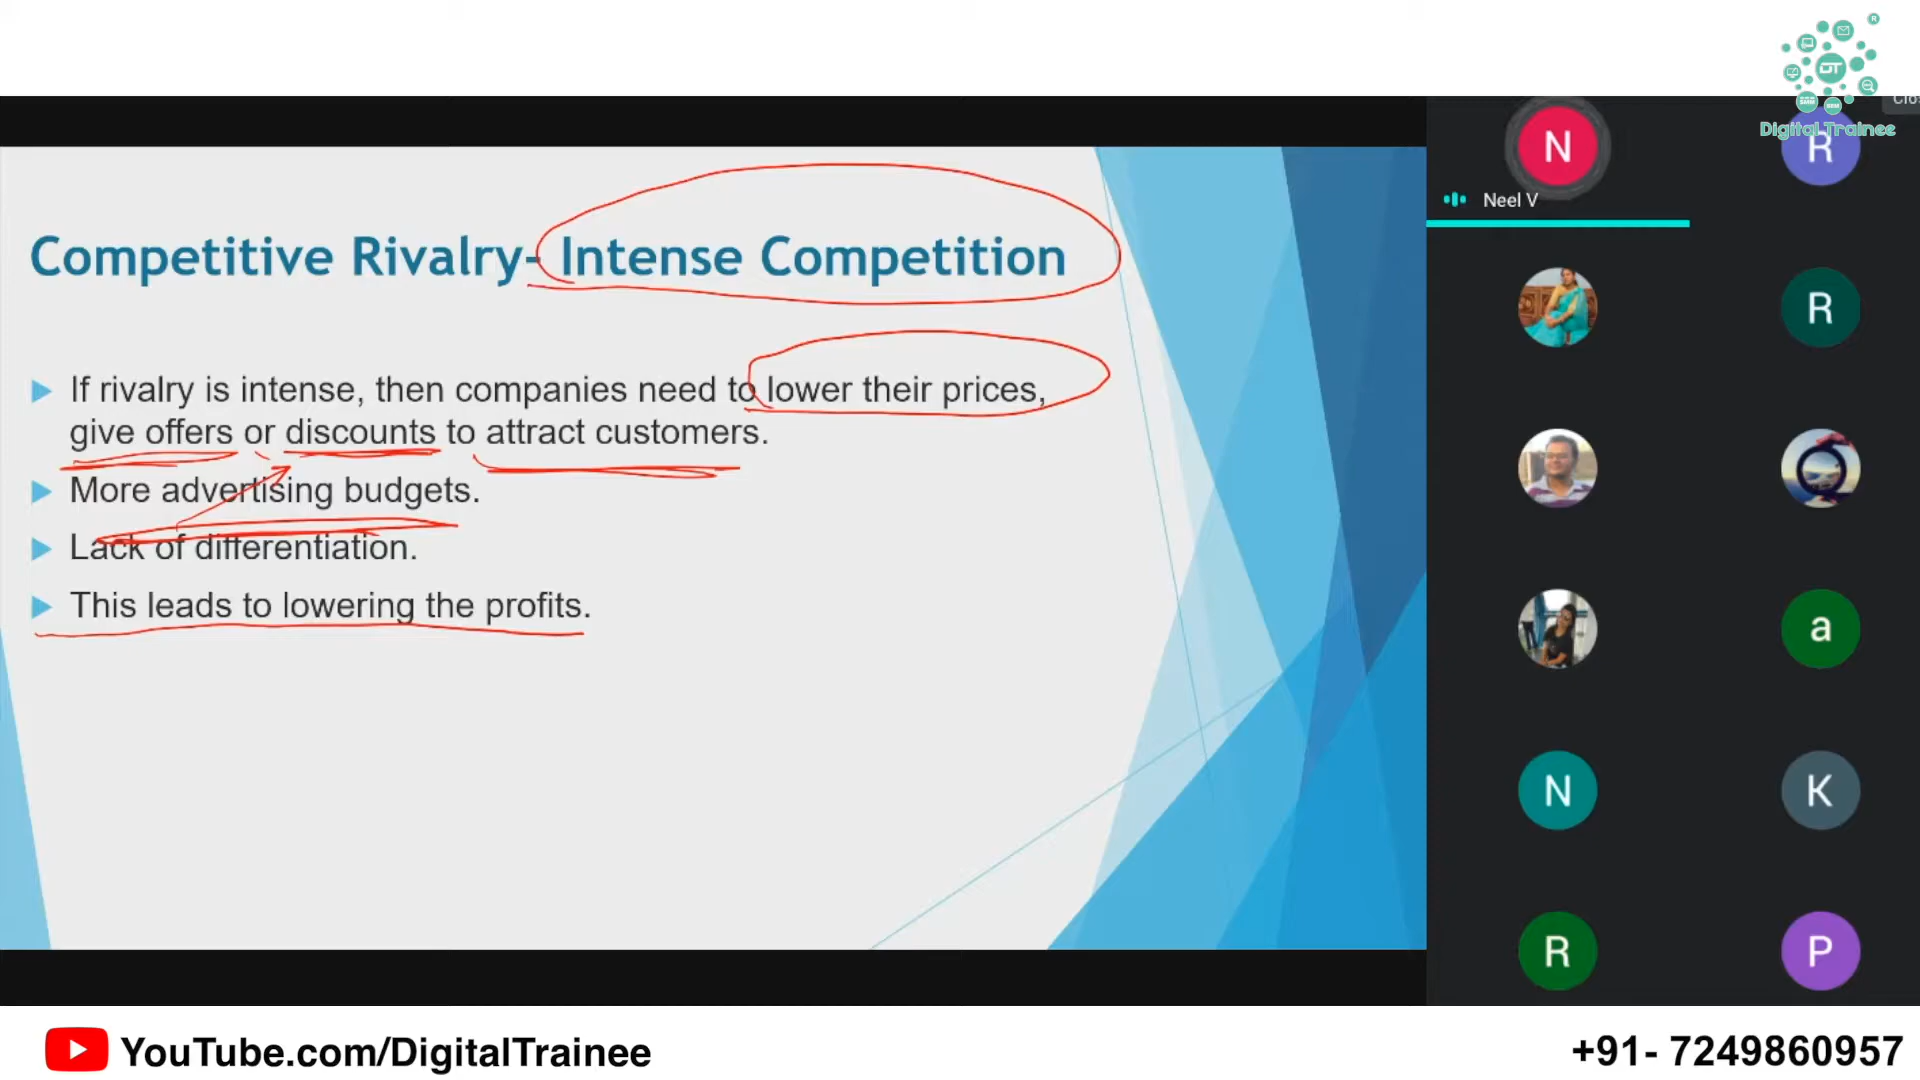 Digital Trainee
Clos
N
R
Neel V
Competitive Rivalry- Intense Competition
If rivalry is intense, then companies need to lower their prices,
give offers or discounts to attract customers.
More advertising budgets.
Lack of differentiation.
This leads to lowering the profits.
R
a
N
K
R
P
YouTube.com/DigitalTrainee
+91- 7249860957